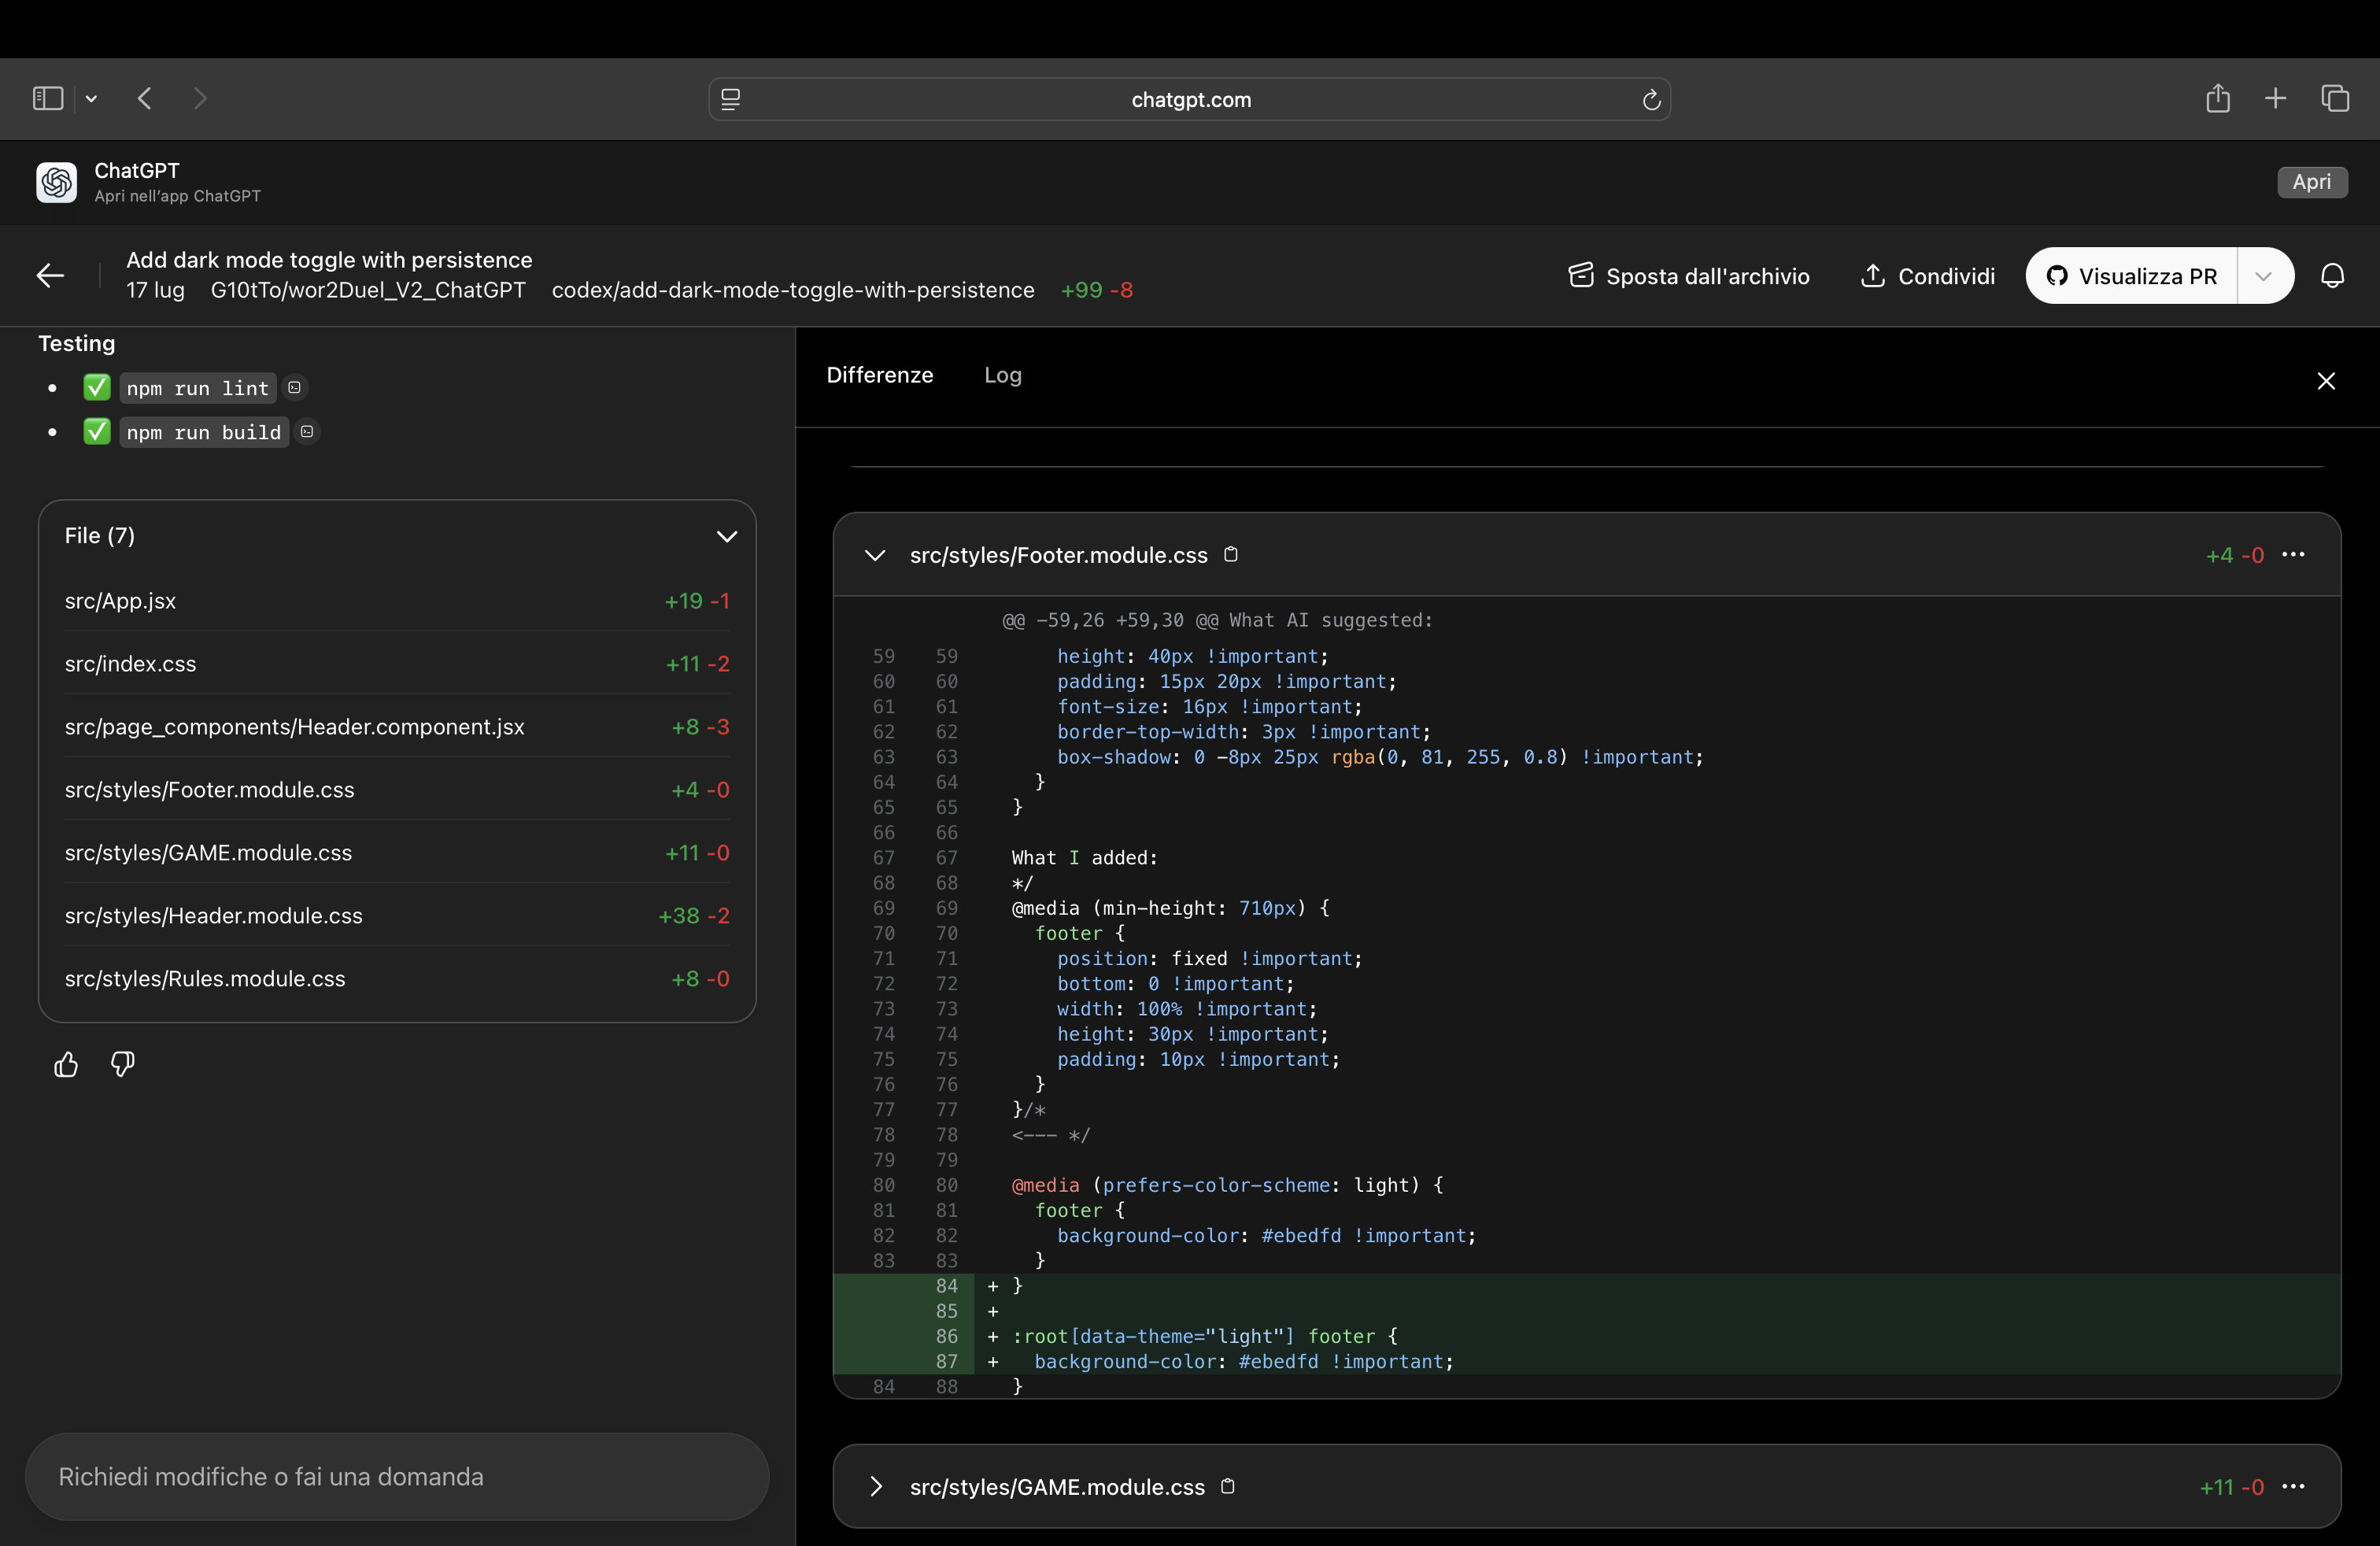 chatgpt.com
ChatGPT
Apri nell'app ChatGPT
Apri
Add dark mode toggle with persistence
17 lug G10tTo/wor2Duel_V2_ChatGPT codex/add-dark-mode-toggle-with-persistence +99 -8
Sposta dall'archivio
Condividi
Visualizza PR
Testing
• ✅ npm run lint
• ✅ npm run build
File (7)
src/App.jsx +19 -1
src/index.css +11 -2
src/page_components/Header.component.jsx +8 -3
src/styles/Footer.module.css +4 -0
src/styles/GAME.module.css +11 -0
src/styles/Header.module.css +38 -2
src/styles/Rules.module.css +8 -0
Richiedi modifiche o fai una domanda
Differenze Log
src/styles/Footer.module.css +4 -0
@@ -59,26 +59,30 @@ What AI suggested:
59 59     height: 40px !important;
60 60     padding: 15px 20px !important;
61 61     font-size: 16px !important;
62 62     border-top-width: 3px !important;
63 63     box-shadow: 0 -8px 25px rgba(0, 81, 255, 0.8) !important;
64 64   }
65 65 }
66 66
67 67 What I added:
68 68 */
69 69 @media (min-height: 710px) {
70 70   footer {
71 71     position: fixed !important;
72 72     bottom: 0 !important;
73 73     width: 100% !important;
74 74     height: 30px !important;
75 75     padding: 10px !important;
76 76   }
77 77 }/*
78 78 <--- */
79 79
80 80 @media (prefers-color-scheme: light) {
81 81   footer {
82 82     background-color: #ebedfd !important;
83 83   }
84 + }
85 +
86 + :root[data-theme="light"] footer {
87 +   background-color: #ebedfd !important;
84 88 }
src/styles/GAME.module.css +11 -0